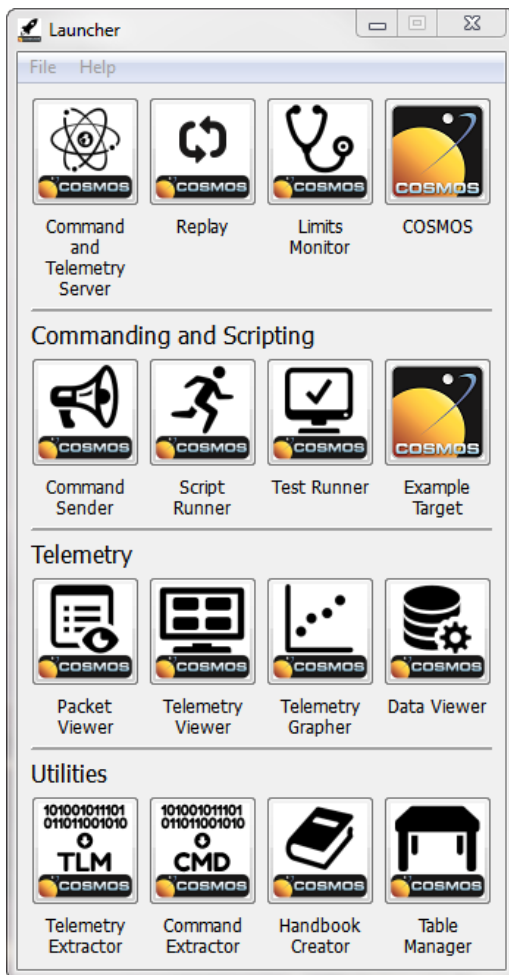 Launcher
File Help
COSMOS COSMOS COSMOS COSMOS
Command
and
Telemetry
Server
Replay
Limits
Monitor
COSMOS
Commanding and Scripting
COSMOS COSMOS COSMOS COSMOS
Command
Sender
Script
Runner
Test Runner
Example
Target
Telemetry
COSMOS COSMOS COSMOS COSMOS
Packet
Viewer
Telemetry
Viewer
Telemetry
Grapher
Data Viewer
Utilities
101001011101
011011001010
TLM
COSMOS
101001011101
011011001010
CMD
COSMOS
COSMOS
COSMOS
Telemetry
Extractor
Command
Extractor
Handbook
Creator
Table
Manager